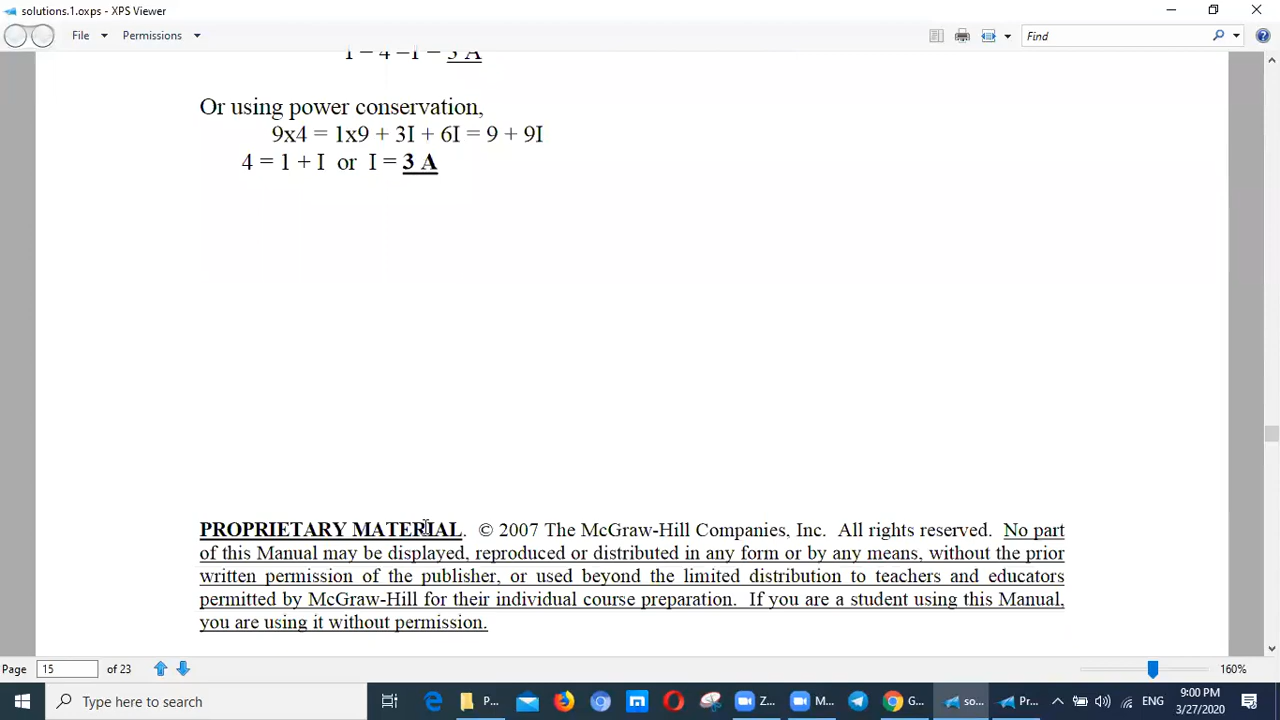 solutions.1.oxps - XPS Viewer
File Permissions Find
1 – 4 –1 – 3 A
Or using power conservation,
9x4 = 1x9 + 3I + 6I = 9 + 9I
4 = 1 + I or I = 3 A
PROPRIETARY MATERIAL. © 2007 The McGraw-Hill Companies, Inc. All rights reserved. No part
of this Manual may be displayed, reproduced or distributed in any form or by any means, without the prior
written permission of the publisher, or used beyond the limited distribution to teachers and educators
permitted by McGraw-Hill for their individual course preparation. If you are a student using this Manual,
you are using it without permission.
Page 15 of 23 160%
Type here to search P... Z... M... G... so... Pr... ENG 9:00 PM
3/27/2020